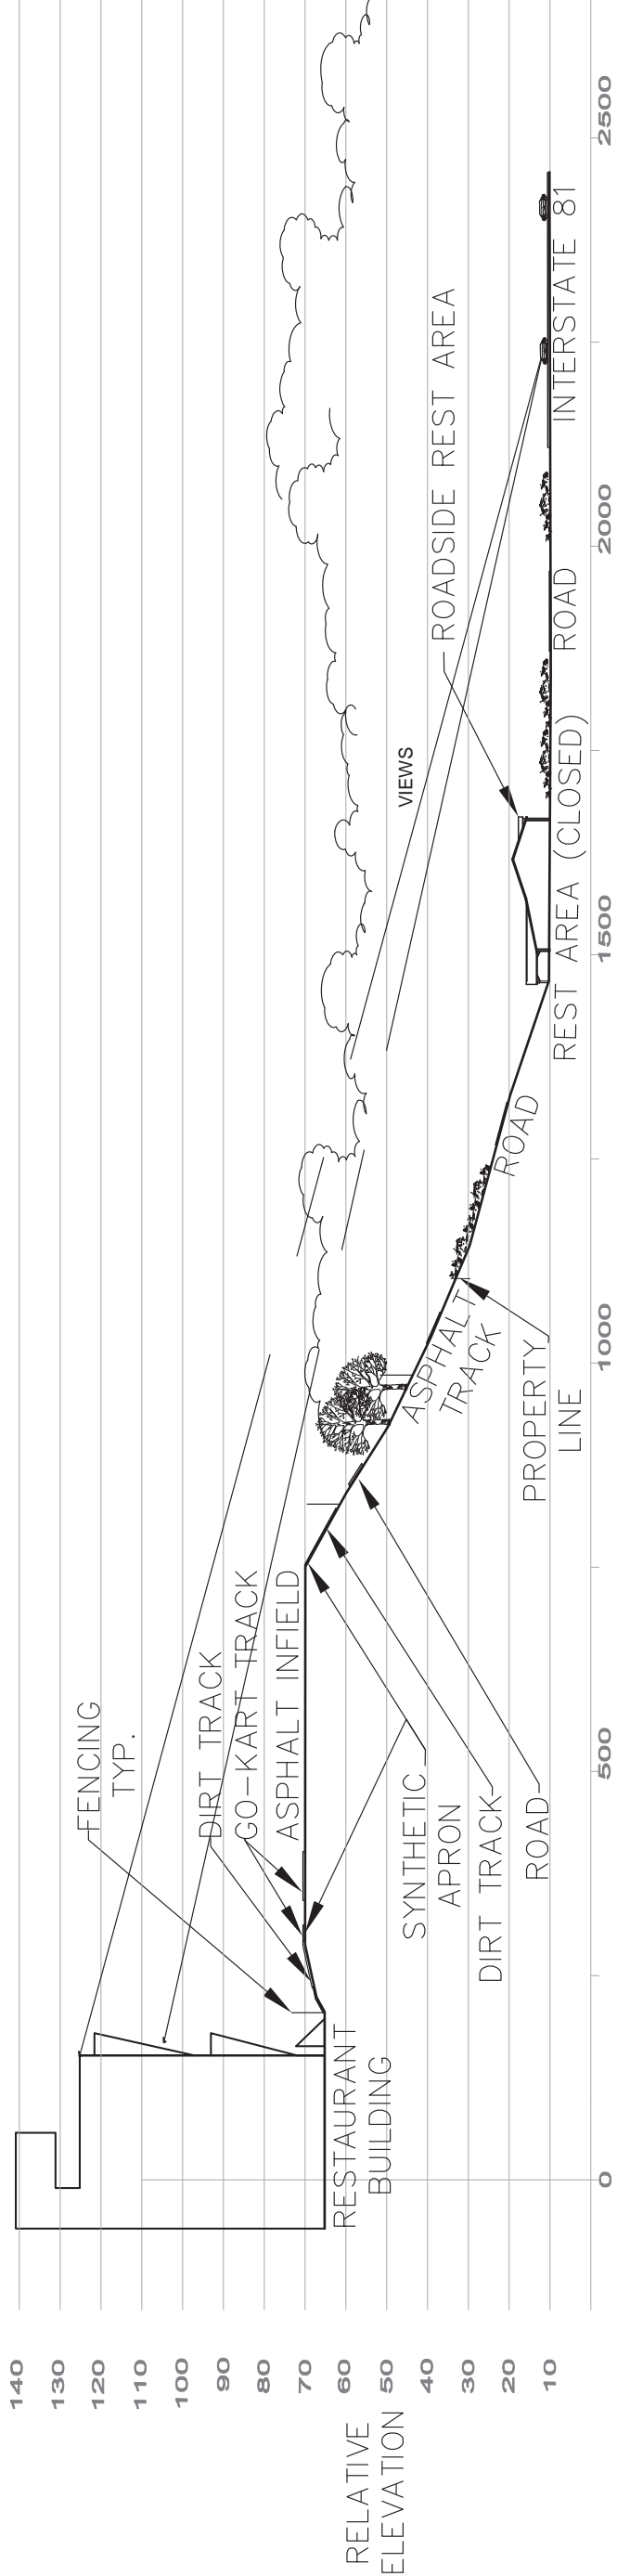 140
130
120
110
100
90
80
70
60
50
40
30
20
10
RELATIVE
ELEVATION
FENCING
TYP.
DIRT TRACK
GO-KART TRACK
ASPHALT INFIELD
RESTAURANT
BUILDING
SYNTHETIC
APRON
DIRT TRACK
ROAD
ASPHALT
TRACK
PROPERTY
LINE
ROAD
VIEWS
ROADSIDE REST AREA
REST AREA (CLOSED)
ROAD
INTERSTATE 81
0
500
1000
1500
2000
2500